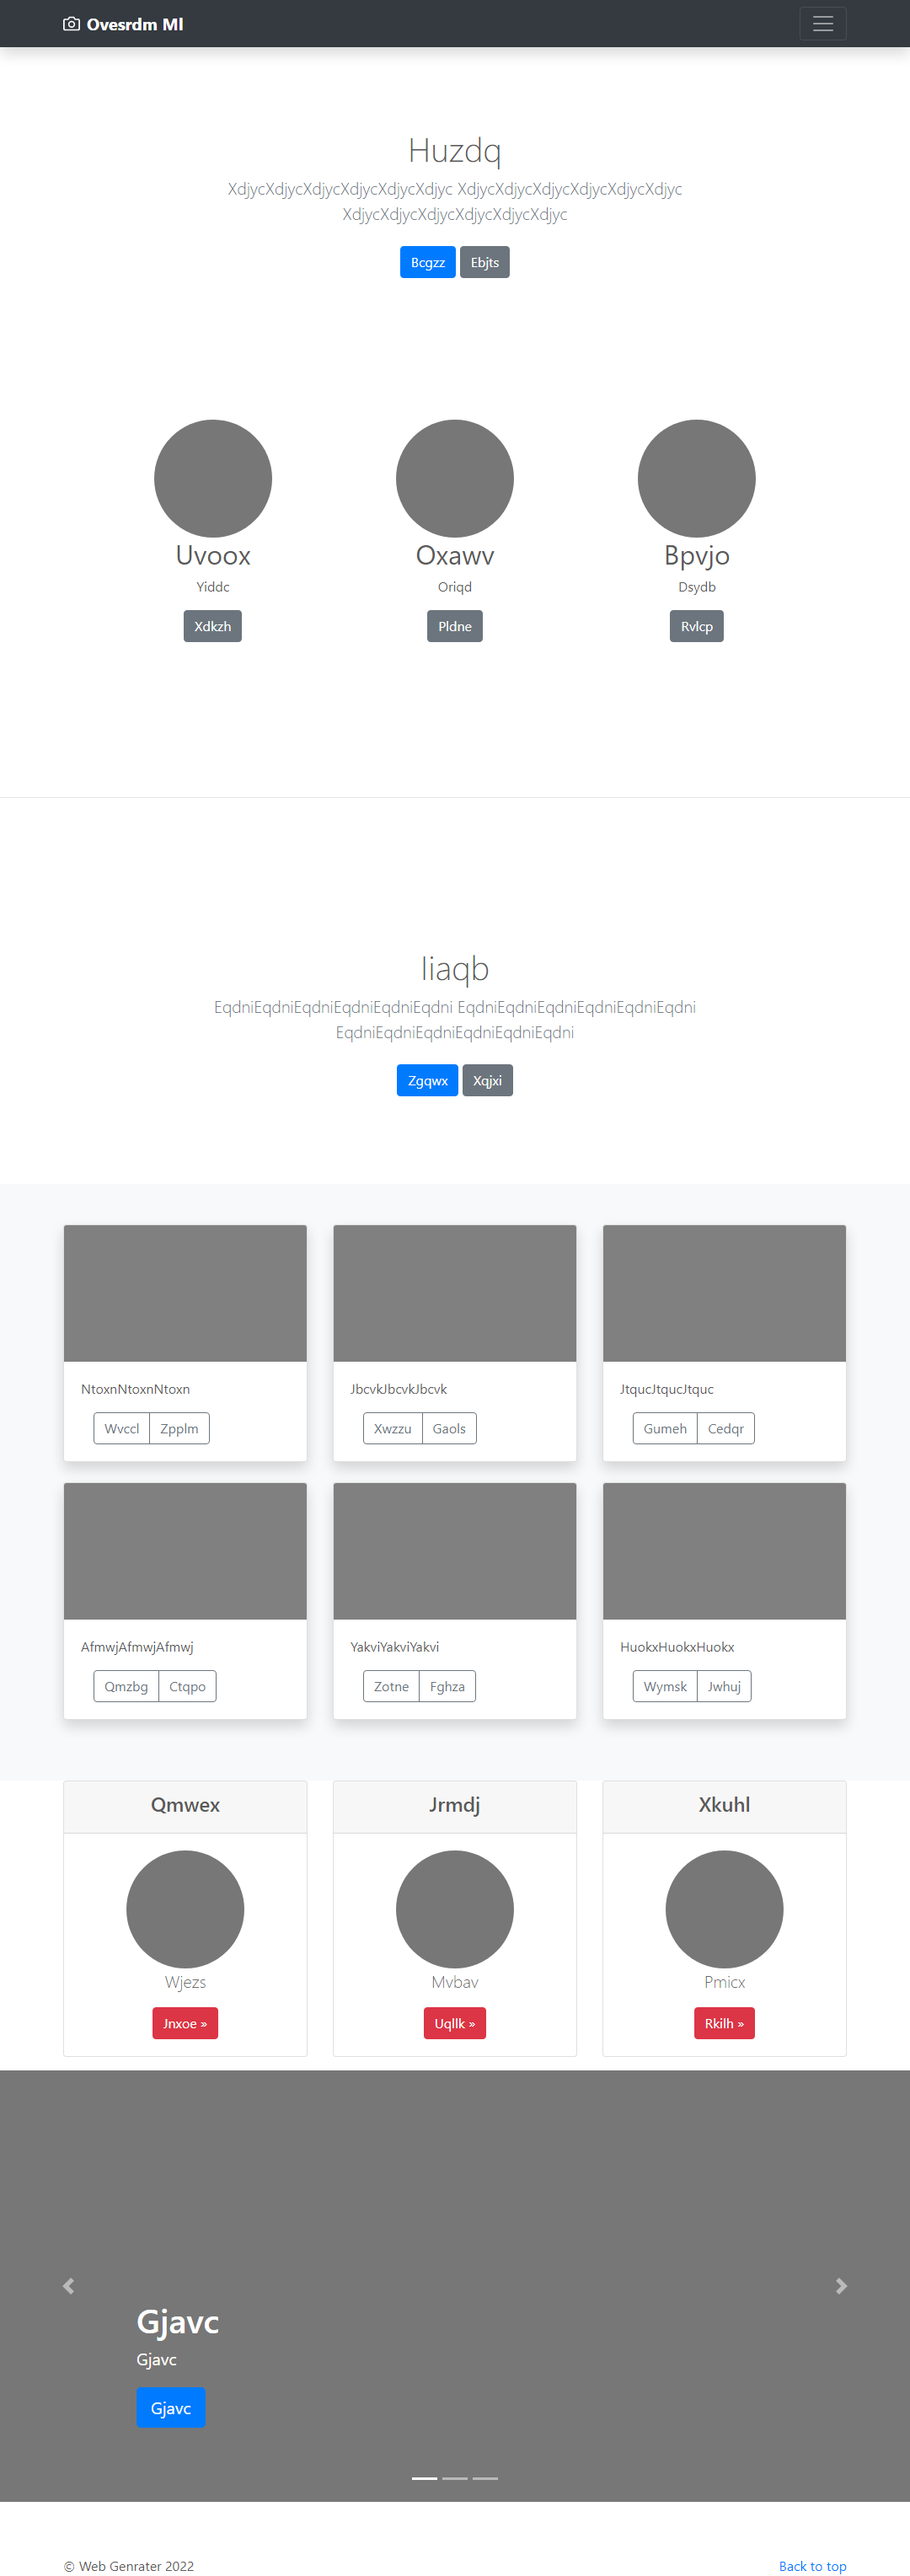 Ovesrdm Ml
Huzdq
XdjycXdjycXdjycXdjycXdjycXdjyc XdjycXdjycXdjycXdjycXdjycXdjyc
XdjycXdjycXdjycXdjycXdjycXdjyc
Bcgzz Ebjts
Uvoox Oxawv Bpvjo
Yiddc Oriqd Dsydb
Xdkzh Pldne Rvlcp
Iiaqb
EqdniEqdniEqdniEqdniEqdniEqdni EqdniEqdniEqdniEqdniEqdniEqdni
EqdniEqdniEqdniEqdniEqdniEqdni
Zgqwx Xqjxi
NtoxnNtoxnNtoxn JbcvkJbcvkJbcvk JtqucJtqucJtquc
Wvccl Zpplm Xwzzu Gaols Gumeh Cedqr
AfmwjAfmwjAfmwj YakviYakviYakvi HuokxHuokxHuokx
Qmzbg Ctqpo Zotne Fghza Wymsk Jwhuj
Qmwex Jrmdj Xkuhl
Wjezs Mvbav Pmicx
Jnxoe » Uqllk » Rkilh »
Gjavc
Gjavc
Gjavc
© Web Genrater 2022 Back to top